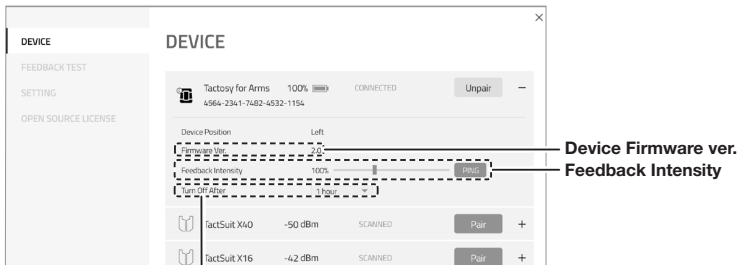 DEVICE
FEEDBACK TEST
SETTING
OPEN SOURCE LICENSE
DEVICE
Tactosy for Arms 100% CONNECTED Unpair
4564-2341-7482-4532-1154
Device Position Left
Firmware Ver. 2.0
Device Firmware ver.
Feedback Intensity 100% PING
Feedback Intensity
Turn Off After 1 hour
TactSuit X40 -50 dBm SCANNED Pair
TactSuit X16 -42 dBm SCANNED Pair